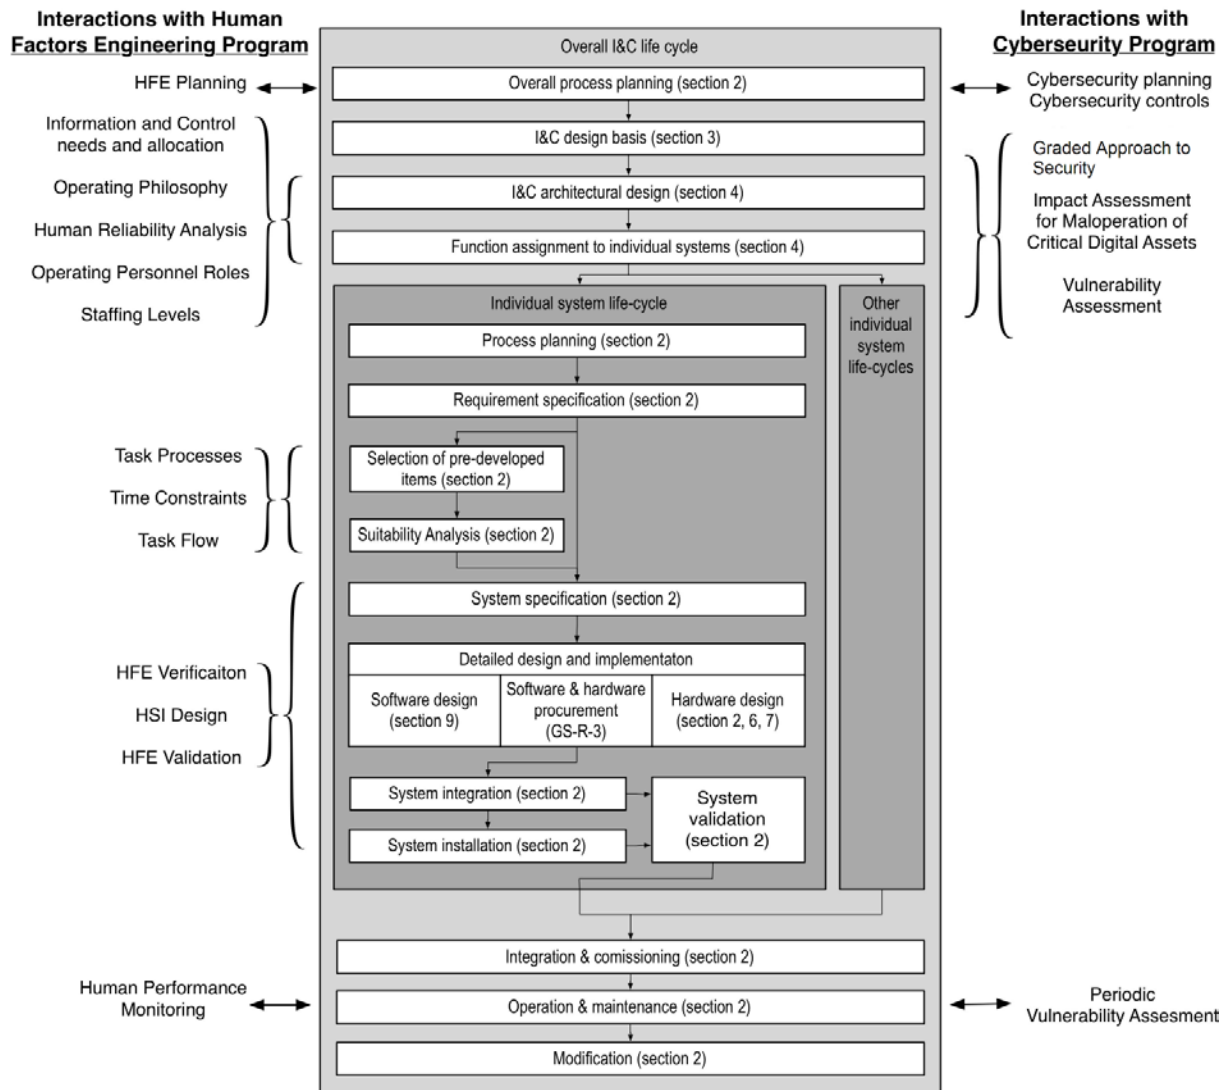 Interactions with Human
Factors Engineering Program
Interactions with
Cyberseurity Program
Overall I&C life cycle
HFE Planning
Overall process planning (section 2)
Cybersecurity planning
Cybersecurity controls
Information and Control
needs and allocation
Operating Philosophy
Human Reliability Analysis
Operating Personnel Roles
Staffing Levels
I&C design basis (section 3)
I&C architectural design (section 4)
Function assignment to individual systems (section 4)
Graded Approach to
Security
Impact Assessment
for Maloperation of
Critical Digital Assets
Vulnerability
Assessment
Individual system life-cycle
Other
individual
system
life-cycles
Process planning (section 2)
Requirement specification (section 2)
Task Processes
Time Constraints
Task Flow
Selection of pre-developed
items (section 2)
Suitability Analysis (section 2)
System specification (section 2)
HFE Verificaiton
HSI Design
HFE Validation
Detailed design and implementaton
Software design
(section 9)
Software & hardware
procurement
(GS-R-3)
Hardware design
(section 2, 6, 7)
System integration (section 2)
System installation (section 2)
System
validation
(section 2)
Integration & comissioning (section 2)
Human Performance
Monitoring
Operation & maintenance (section 2)
Periodic
Vulnerability Assesment
Modification (section 2)